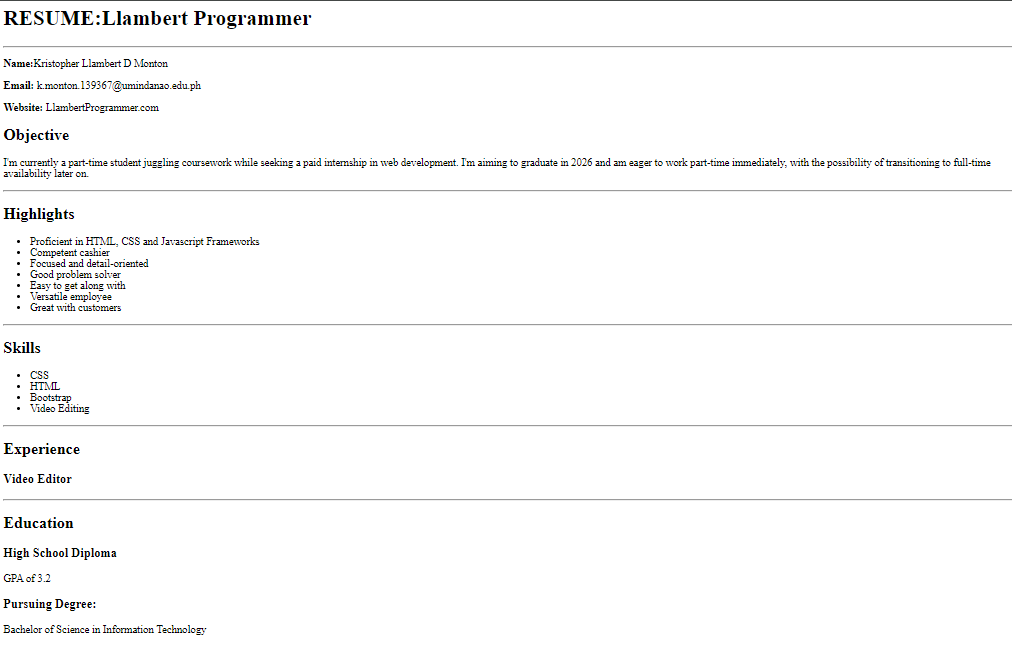 RESUME:Llambert Programmer
Name:Kristopher Llambert D Monton
Email: k.monton.139367@umindanao.edu.ph
Website: LlambertProgrammer.com
Objective
I'm currently a part-time student juggling coursework while seeking a paid internship in web development. I'm aiming to graduate in 2026 and am eager to work part-time immediately, with the possibility of transitioning to full-time
availability later on.
Highlights
• Proficient in HTML, CSS and Javascript Frameworks
• Competent cashier
• Focused and detail-oriented
• Good problem solver
• Easy to get along with
• Versatile employee
• Great with customers
Skills
• CSS
• HTML
• Bootstrap
• Video Editing
Experience
Video Editor
Education
High School Diploma
GPA of 3.2
Pursuing Degree:
Bachelor of Science in Information Technology